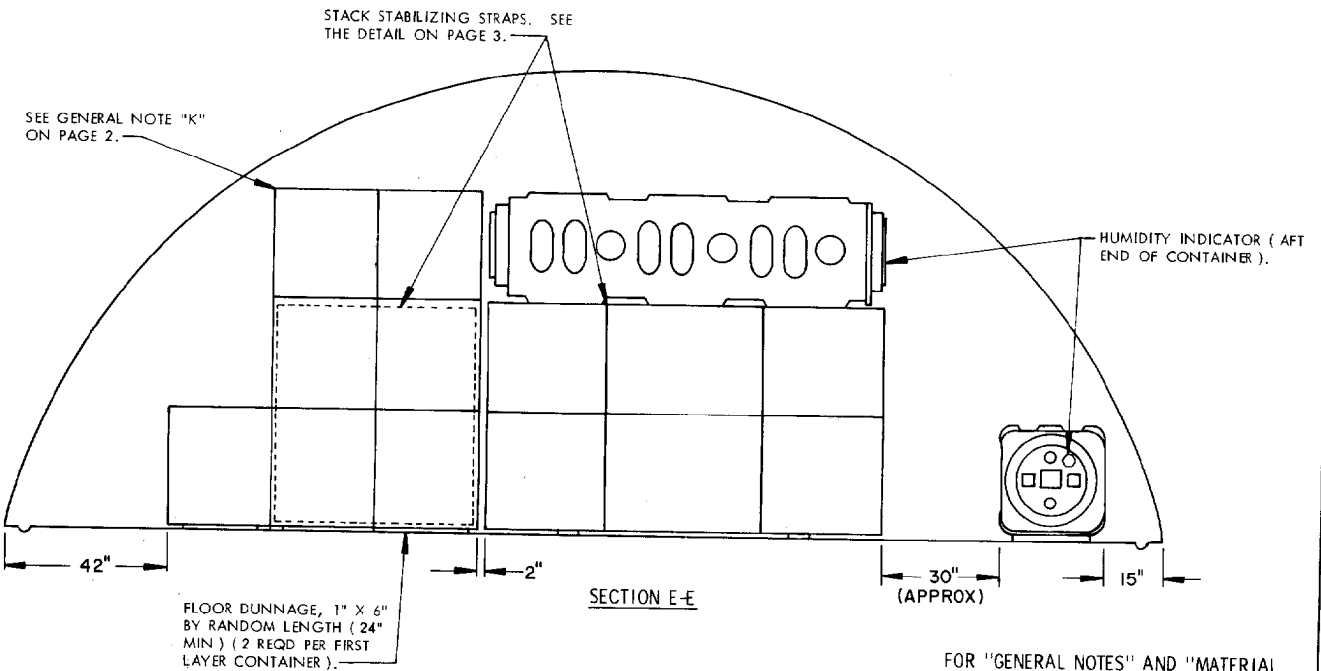 STACK STABILIZING STRAPS. SEE
THE DETAIL ON PAGE 3.
SEE GENERAL NOTE "K"
ON PAGE 2.
HUMIDITY INDICATOR ( AFT
END OF CONTAINER ).
42"
2"
SECTION E-E
30"
(APPROX)
15"
FLOOR DUNNAGE, 1" X 6"
BY RANDOM LENGTH ( 24"
MIN ) ( 2 REQD PER FIRST
LAYER CONTAINER ).
FOR "GENERAL NOTES" AND "MATERIAL